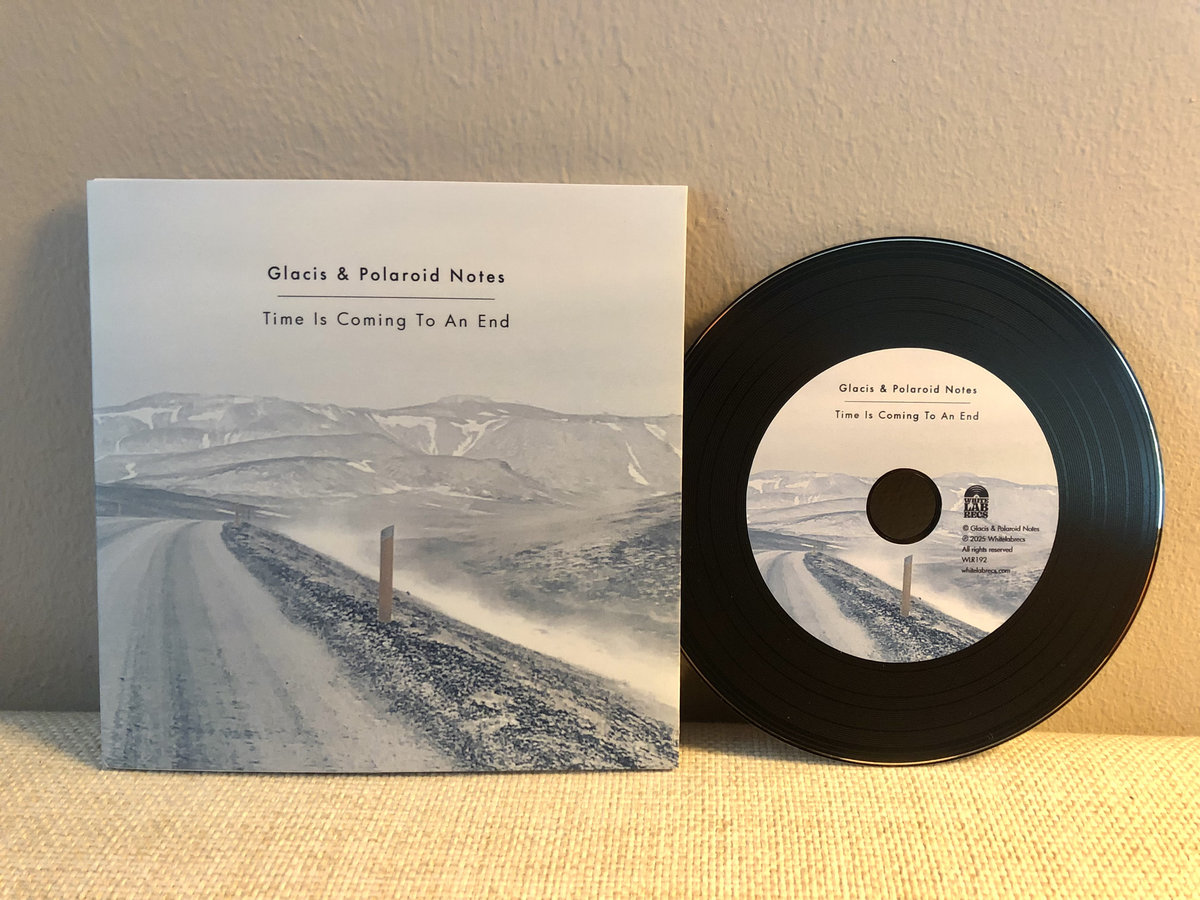 Glacis & Polaroid Notes
Time Is Coming To An End
Glacis & Polaroid Notes
Time Is Coming To An End
WHITE
LAB
RECS
© Glacis & Polaroid Notes
℗ 2025 Whitelabrecs
All rights reserved
WLR192
whitelabrecs.com